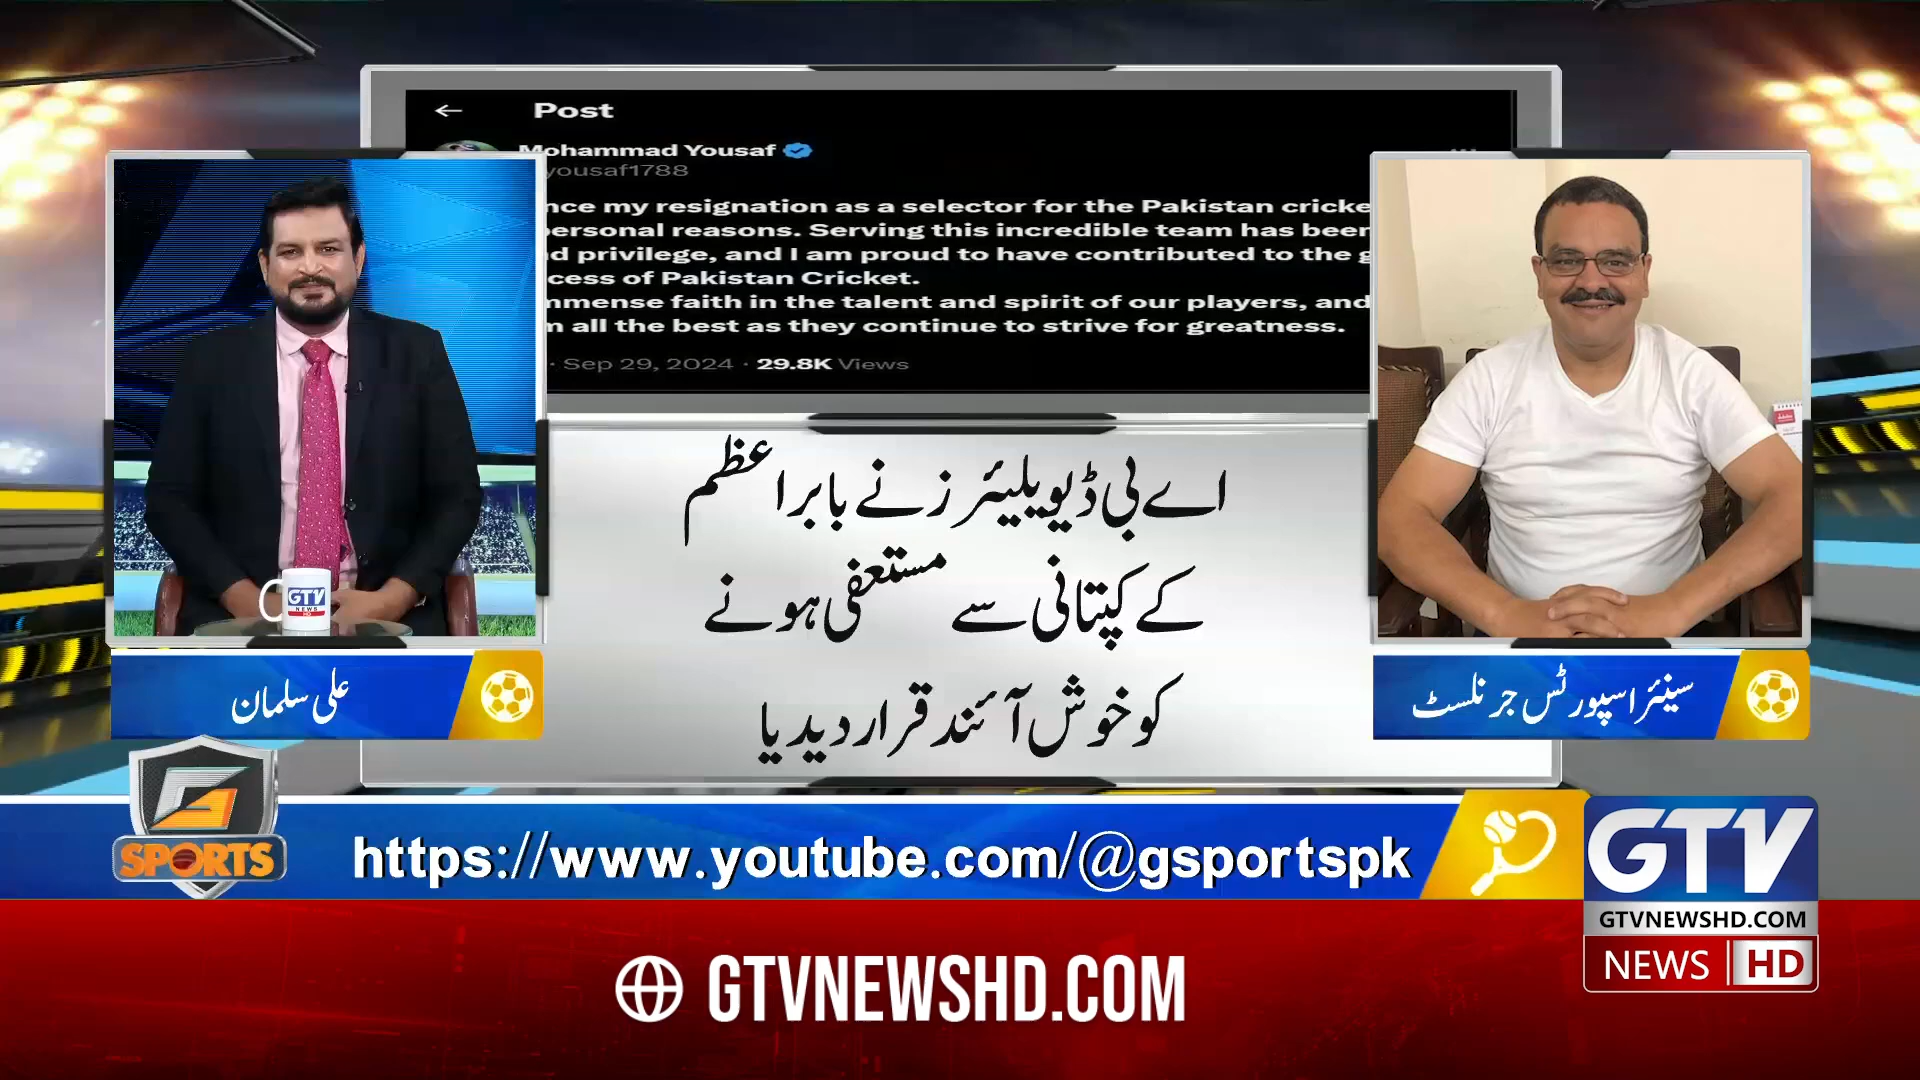 Post
Mohammad Yousaf
yousaf1788
nce my resignation as a selector for the Pakistan cricke
personal reasons. Serving this incredible team has been
d privilege, and I am proud to have contributed to the g
cess of Pakistan Cricket.
mmense faith in the talent and spirit of our players, and
m all the best as they continue to strive for greatness.
· Sep 29, 2024 · 29.8K Views
اے بی ڈیویلیئرز نے بابر اعظم
کے کپتانی سے مستعفی ہونے
کو خوش آئند قرار دیدیا
GTV
NEWS
HD
علی سلمان
سینئر اسپورٹس جرنلسٹ
G
SPORTS
https://www.youtube.com/@gsportspk
GTV
GTVNEWSHD.COM
NEWS HD
GTVNEWSHD.COM